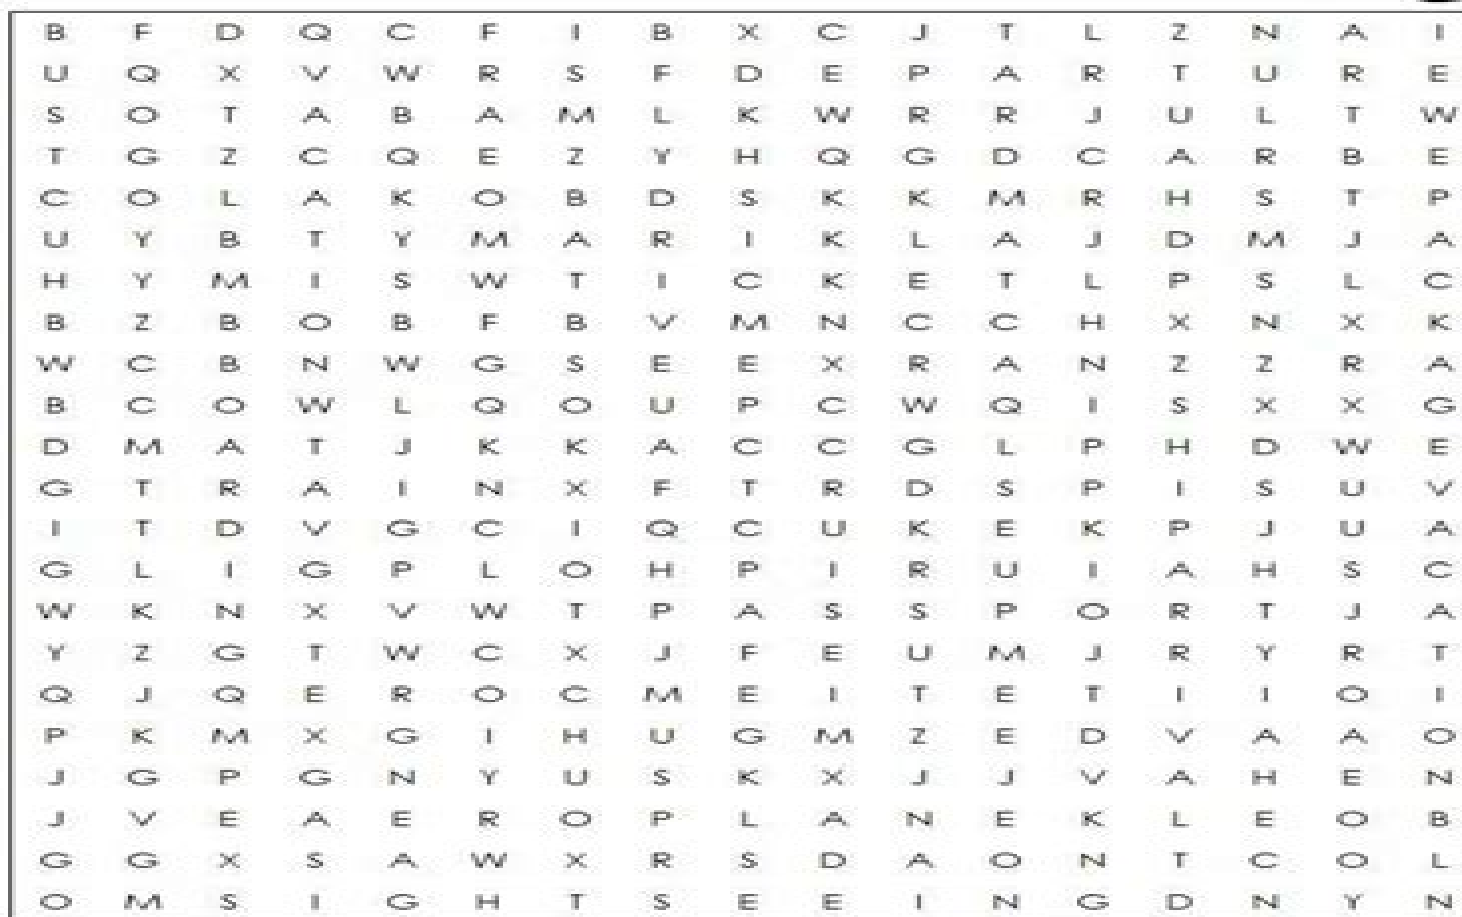 B F D Q C F I B X C J T L Z N A I
U Q X V W R S F D E P A R T U R E
S O T A B A M L K W R R J U L T W
T G Z C Q E Z Y H Q G D C A R B E
C O L A K O B D S K K M R H S T P
U Y B T Y M A R I K L A J D M J A
H Y M I S W T I C K E T L P S L C
B Z B O B F B V M N C C H X N X K
W C B N W G S E E X R A N Z Z R A
B C O W L Q O U P C W Q I S X X G
D M A T J K K A C C G L P H D W E
G T R A I N X F T R D S P I S U V
I T D V G C I Q C U K E K P J U A
G L I G P L O H P I R U I A H S C
W K N X V W T P A S S P O R T J A
Y Z G T W C X J F E U M J R Y R T
Q J Q E R O C M E I T E T I I O I
P K M X G I H U G M Z E D V A A O
J G P G N Y U S K X J J V A H E N
J V E A E R O P L A N E K L E O B
G G X S A W X R S D A O N T C O L
O M S I G H T S E E I N G D N Y N